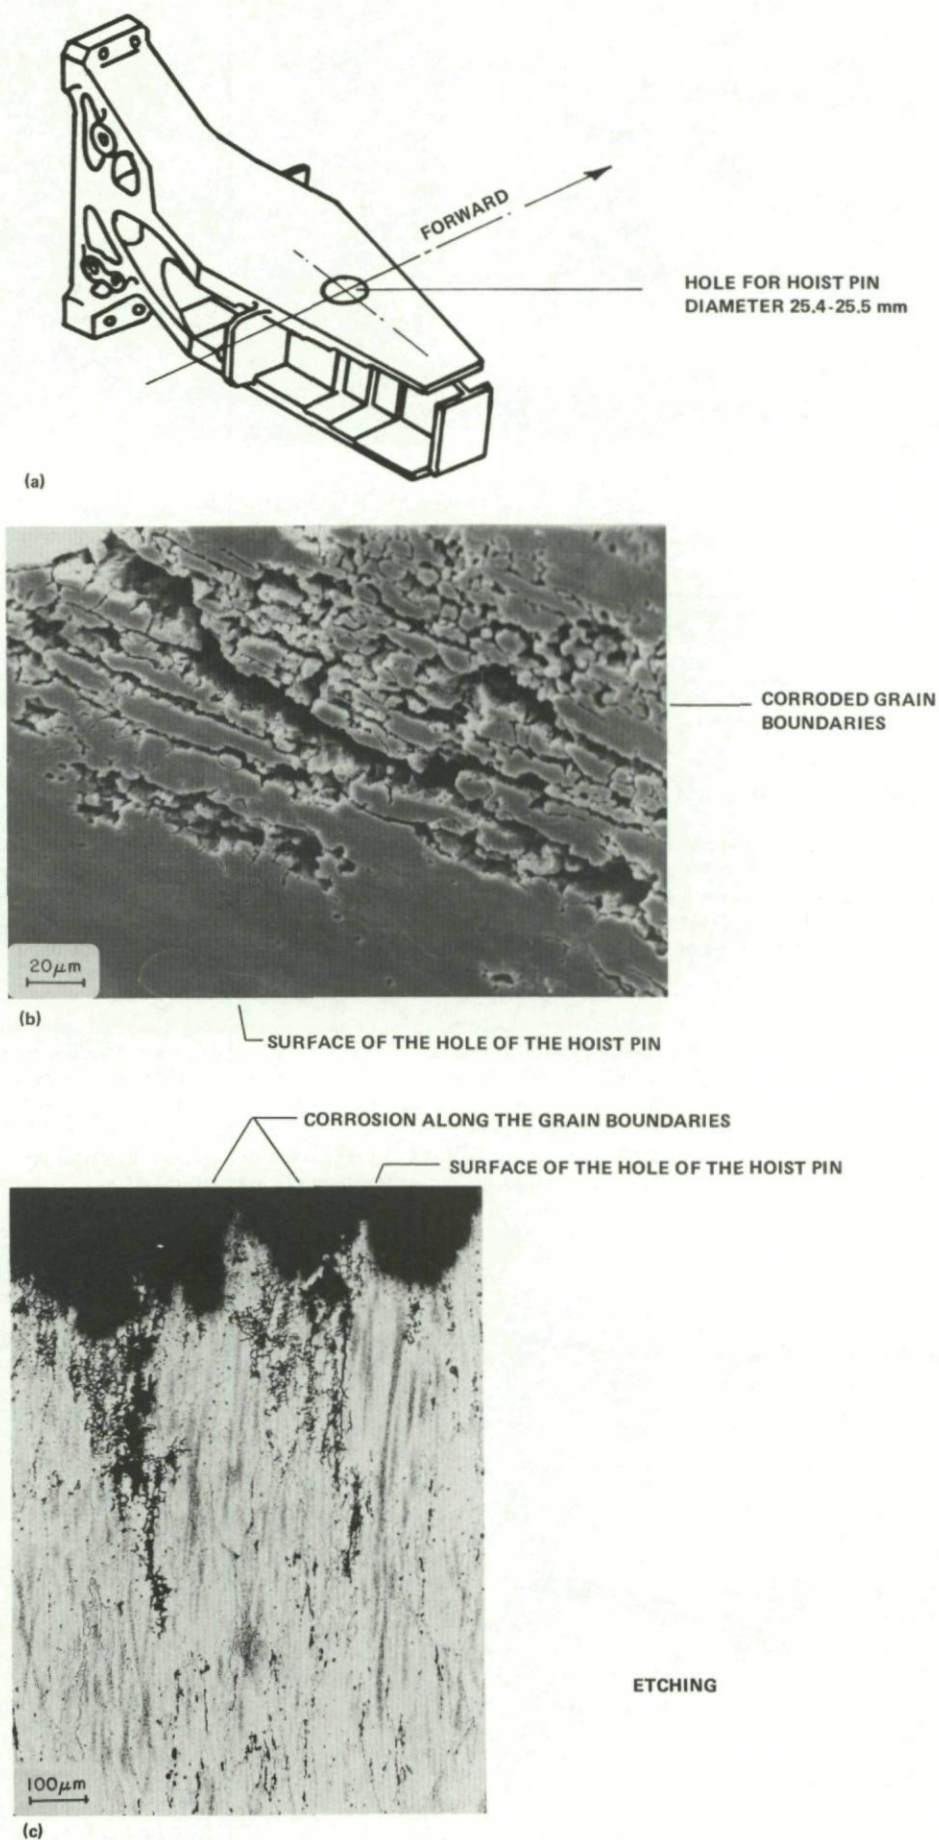 FORWARD
HOLE FOR HOIST PIN
DIAMETER 25.4-25.5 mm
(a)
CORRODED GRAIN
BOUNDARIES
20μm
(b)
SURFACE OF THE HOLE OF THE HOIST PIN
CORROSION ALONG THE GRAIN BOUNDARIES
SURFACE OF THE HOLE OF THE HOIST PIN
ETCHING
100μm
(c)